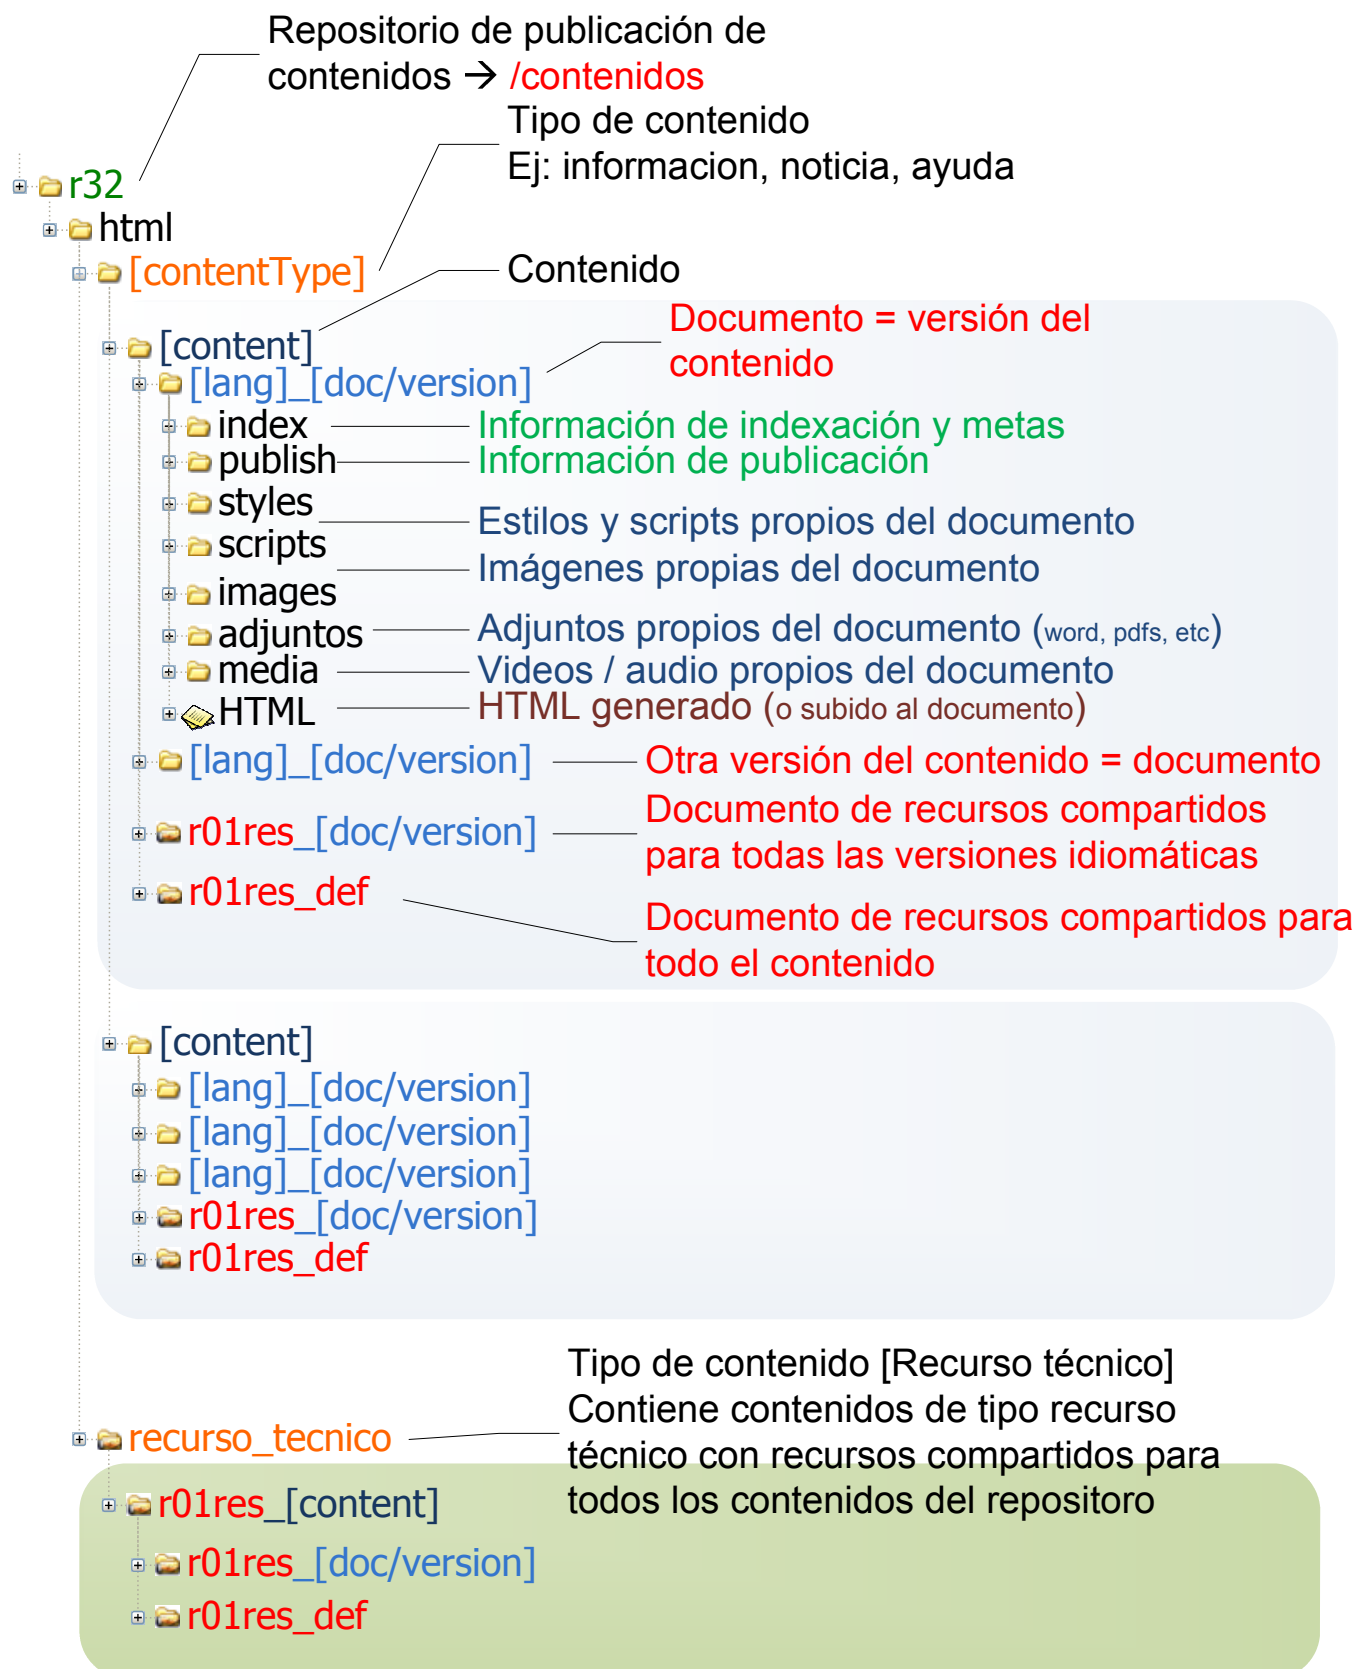 Repositorio de publicación de
contenidos → /contenidos
Tipo de contenido
Ej: informacion, noticia, ayuda
r32
html
[contentType]
Contenido
Documento = versión del
contenido
[content]
[lang]_[doc/version]
index
Información de indexación y metas
publish
Información de publicación
styles
Estilos y scripts propios del documento
scripts
Imágenes propias del documento
images
adjuntos
Adjuntos propios del documento (word, pdfs, etc)
media
Videos / audio propios del documento
HTML
HTML generado (o subido al documento)
[lang]_[doc/version]
Otra versión del contenido = documento
r01res_[doc/version]
Documento de recursos compartidos
para todas las versiones idiomáticas
r01res_def
Documento de recursos compartidos para
todo el contenido
[content]
[lang]_[doc/version]
[lang]_[doc/version]
[lang]_[doc/version]
r01res_[doc/version]
r01res_def
Tipo de contenido [Recurso técnico]
Contiene contenidos de tipo recurso
técnico con recursos compartidos para
todos los contenidos del repositoro
recurso_tecnico
r01res_[content]
r01res_[doc/version]
r01res_def